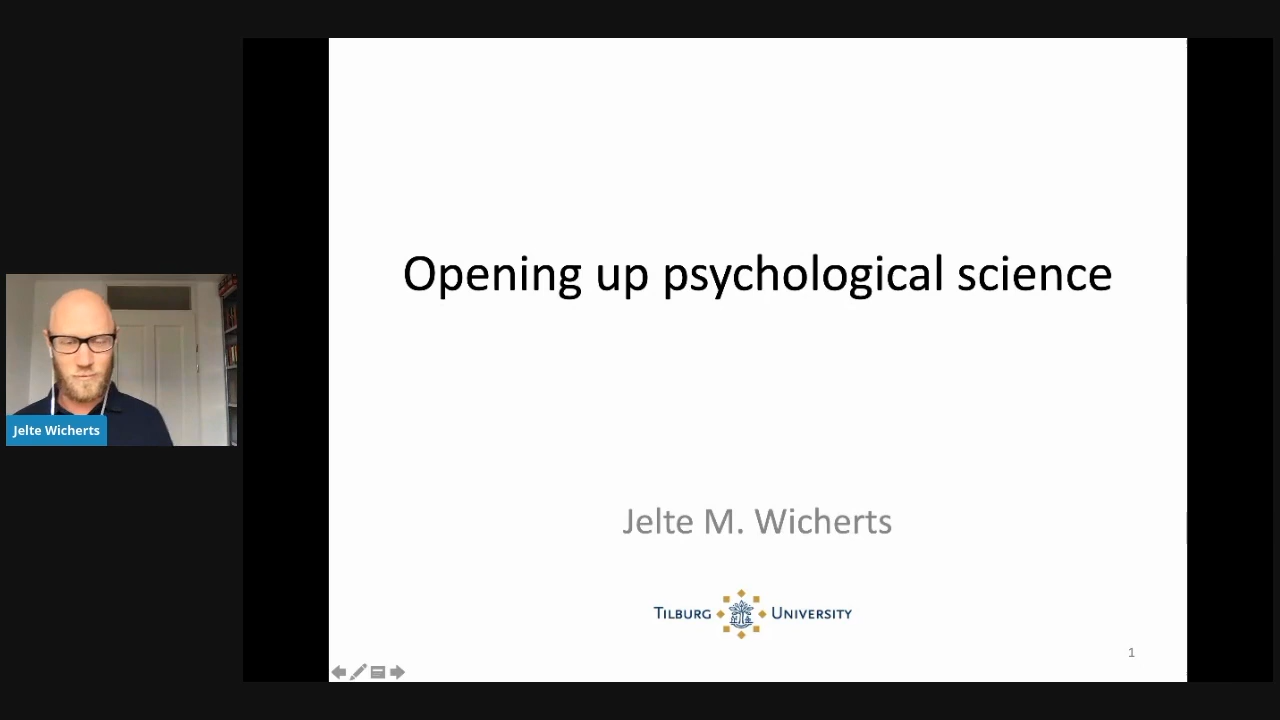 Opening up psychological science
Jelte Wicherts
Jelte M. Wicherts
TILBURG UNIVERSITY
1